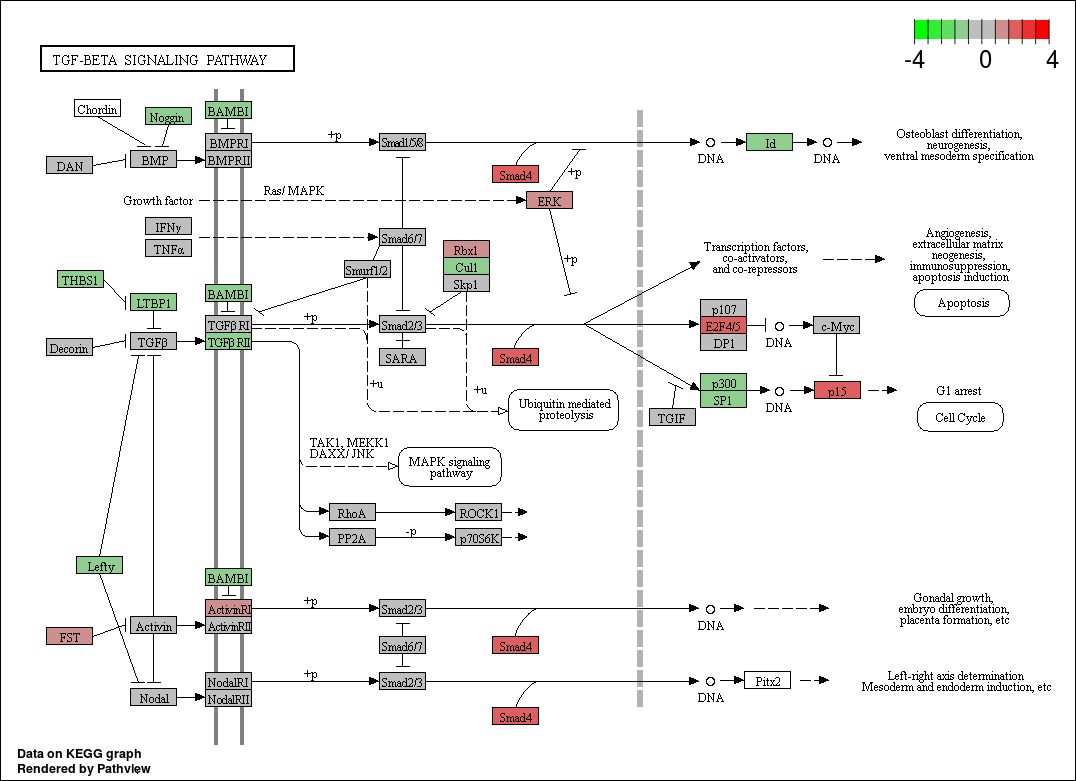 -4 0 4
TGF-BETA SIGNALING PATHWAY
Chordin
Noggin
BAMBI
DAN
BMP
BMPRI
BMPRII
+p
Smad1/5/8
Smad4
+p
DNA
Id
DNA
Osteoblast differentiation,
neurogenesis,
ventral mesoderm specification
Growth factor
Ras/ MAPK
ERK
IFNγ
TNFα
Smad6/7
Smurf1/2
Rbx1
Cul1
Skp1
+p
Transcription factors,
co-activators,
and co-repressors
Angiogenesis,
extracellular matrix
neogenesis,
immunosuppression,
apoptosis induction
Apoptosis
THBS1
LTBP1
BAMBI
Decorin
TGFβ
TGFβ RI
TGFβ RII
+p
Smad2/3
SARA
Smad4
p107
E2F4/5
DP1
DNA
c-Myc
+u
+u
Ubiquitin mediated
proteolysis
TGIF
p300
SP1
DNA
p15
G1 arrest
Cell Cycle
TAK1, MEKK1
DAXX/ JNK
MAPK signaling
pathway
RhoA
ROCK1
PP2A
-p
p70S6K
Lefty
BAMBI
FST
Activin
ActivinRI
ActivinRII
+p
Smad2/3
Smad6/7
Smad4
DNA
Gonadal growth,
embryo differentiation,
placenta formation, etc
Nodal
NodalRI
NodalRII
+p
Smad2/3
Smad4
DNA
Pitx2
Left-right axis determination
Mesoderm and endoderm induction, etc
Data on KEGG graph
Rendered by Pathview